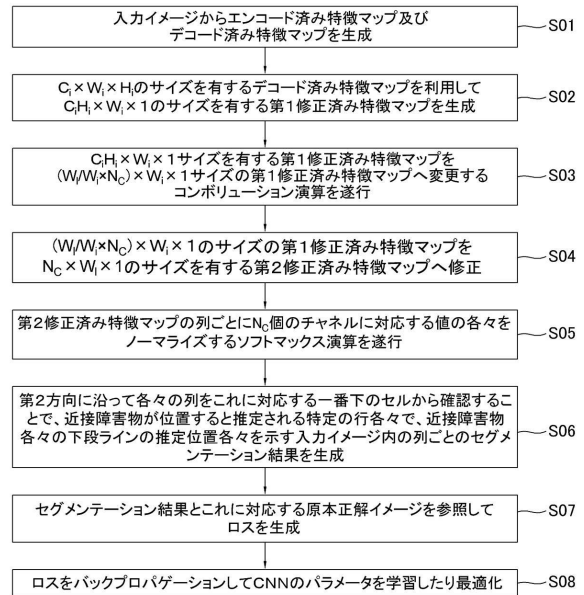 入力イメージからエンコード済み特徴マップ及び
デコード済み特徴マップを生成
S01
Cᵢ×Wᵢ×Hᵢのサイズを有するデコード済み特徴マップを利用して
CᵢHᵢ×Wᵢ×1のサイズを有する第1修正済み特徴マップを生成
S02
CᵢHᵢ×Wᵢ×1サイズを有する第1修正済み特徴マップを
(W_I/Wᵢ×N_C)×Wᵢ×1サイズの第1修正済み特徴マップへ変更する
コンボリューション演算を遂行
S03
(W_I/Wᵢ×N_C)×Wᵢ×1のサイズの第1修正済み特徴マップを
N_C×Wᵢ×1のサイズを有する第2修正済み特徴マップへ修正
S04
第2修正済み特徴マップの列ごとにN_C個のチャネルに対応する値の各々を
ノーマライズするソフトマックス演算を遂行
S05
第2方向に沿って各々の列をこれに対応する一番下のセルから確認するこ
とで、近接障害物が位置すると推定される特定の行各々で、近接障害物
各々の下段ラインの推定位置各々を示す入力イメージ内の列ごとのセグメ
ンテーション結果を生成
S06
セグメンテーション結果とこれに対応する原本正解イメージを参照して
ロスを生成
S07
ロスをバックプロパゲーションしてCNNのパラメータを学習したり最適化
S08